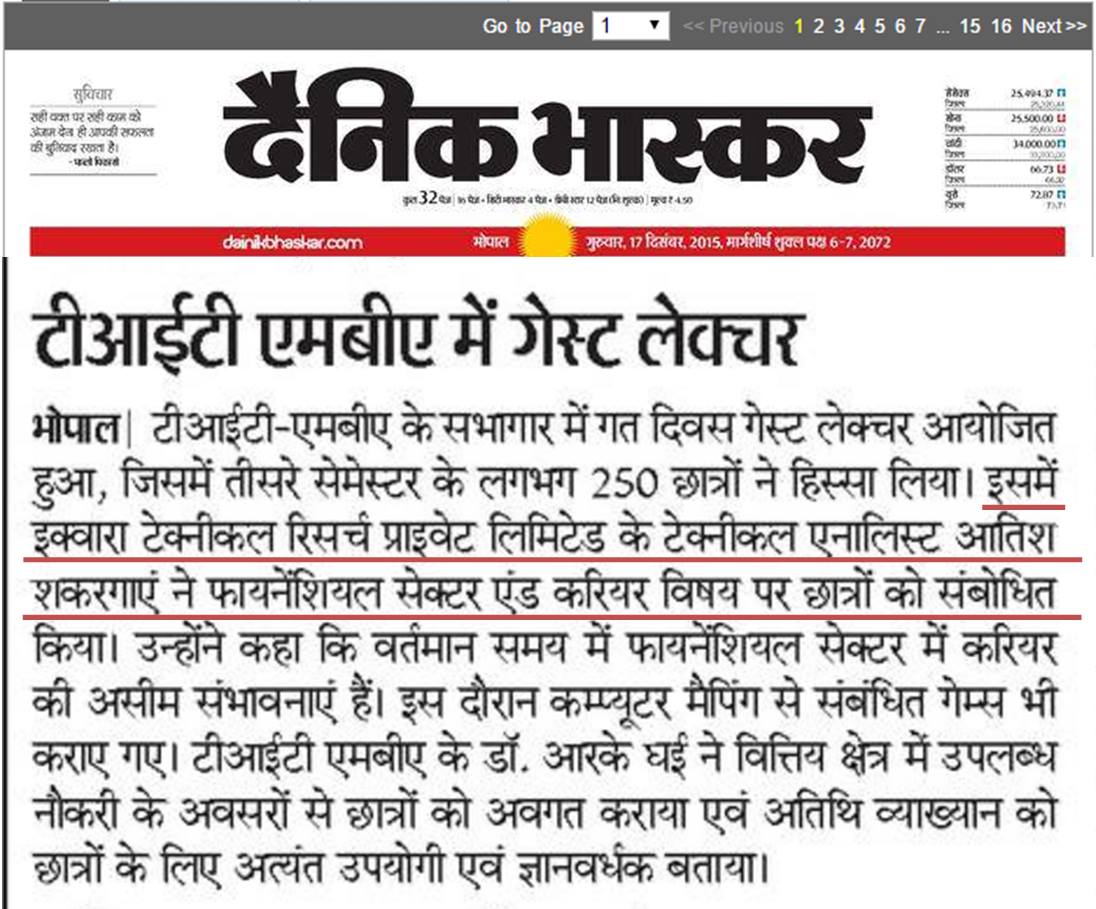 Go to Page 1 << Previous 1 2 3 4 5 6 7 ... 15 16 Next >>
सुविचार
सही वक्त पर सही काम को
अंजाम देना ही आपकी सफलता
की बुनियाद रखता है।
- पाब्लो पिकासो
दैनिक भास्कर
कुल 32 पेज | 16 पेज + सिटी भास्कर 4 पेज + डीबी स्टार 12 पेज (नि:शुल्क) | मूल्य ₹ 4.50
सेंसेक्स 25,494.37
सोना 25,500.00
चांदी 34,000.00
डॉलर 66.73
यूरो 72.87
dainikbhaskar.com भोपाल गुरुवार, 17 दिसंबर, 2015, मार्गशीर्ष शुक्ल पक्ष 6-7, 2072
टीआईटी एमबीए में गेस्ट लेक्चर
भोपाल| टीआईटी-एमबीए के सभागार में गत दिवस गेस्ट लेक्चर आयोजित
हुआ, जिसमें तीसरे सेमेस्टर के लगभग 250 छात्रों ने हिस्सा लिया। इसमें
इक्वारा टेक्नीकल रिसर्च प्राइवेट लिमिटेड के टेक्नीकल एनालिस्ट आतिश
शकरगाएं ने फायनेंशियल सेक्टर एंड करियर विषय पर छात्रों को संबोधित
किया। उन्होंने कहा कि वर्तमान समय में फायनेंशियल सेक्टर में करियर
की असीम संभावनाएं हैं। इस दौरान कम्प्यूटर मैपिंग से संबंधित गेम्स भी
कराए गए। टीआईटी एमबीए के डॉ. आरके घई ने वित्तिय क्षेत्र में उपलब्ध
नौकरी के अवसरों से छात्रों को अवगत कराया एवं अतिथि व्याख्यान को
छात्रों के लिए अत्यंत उपयोगी एवं ज्ञानवर्धक बताया।